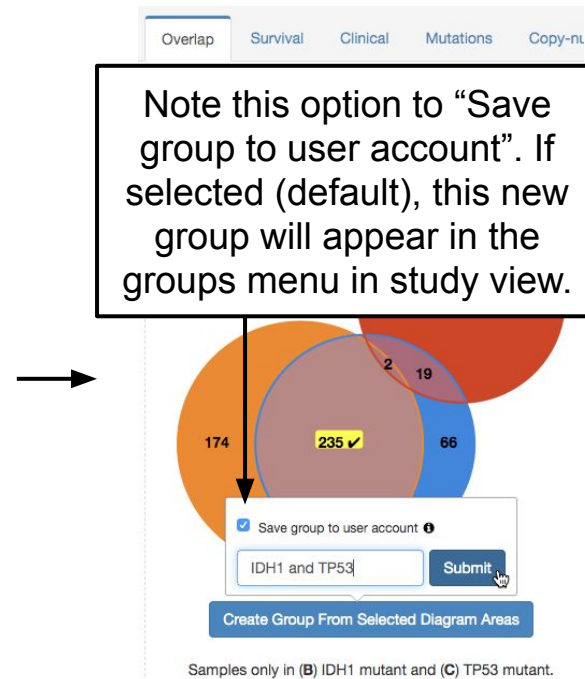 Overlap Survival Clinical Mutations Copy-nu
Note this option to “Save
group to user account”. If
selected (default), this new
group will appear in the
groups menu in study view.
2
19
174
235 ✔
66
Save group to user account
IDH1 and TP53
Submit
Create Group From Selected Diagram Areas
Samples only in (B) IDH1 mutant and (C) TP53 mutant.